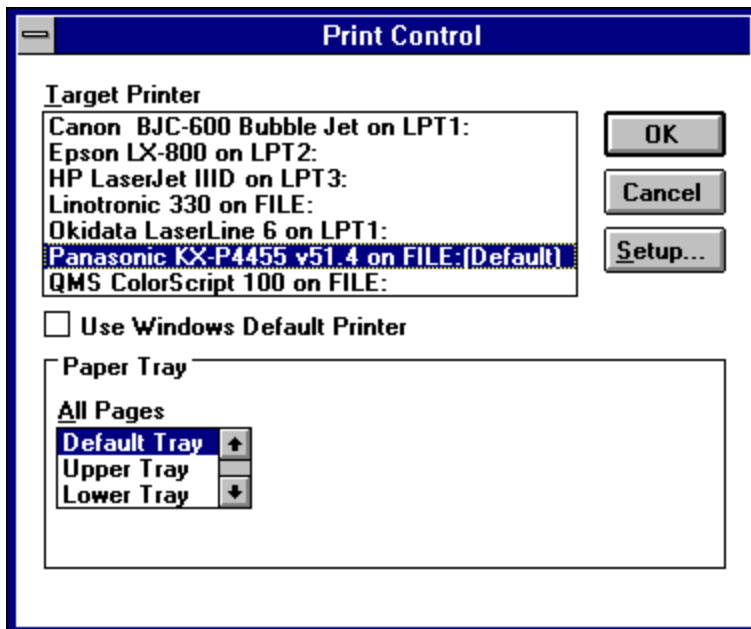 Print Control
Target Printer
Canon  BJC-600 Bubble Jet on LPT1:
Epson LX-800 on LPT2:
HP LaserJet IIID on LPT3:
Linotronic 330 on FILE:
Okidata LaserLine 6 on LPT1:
Panasonic KX-P4455 v51.4 on FILE:(Default)
QMS ColorScript 100 on FILE:
OK
Cancel
Setup...
Use Windows Default Printer
Paper Tray
All Pages
Default Tray
Upper Tray
Lower Tray